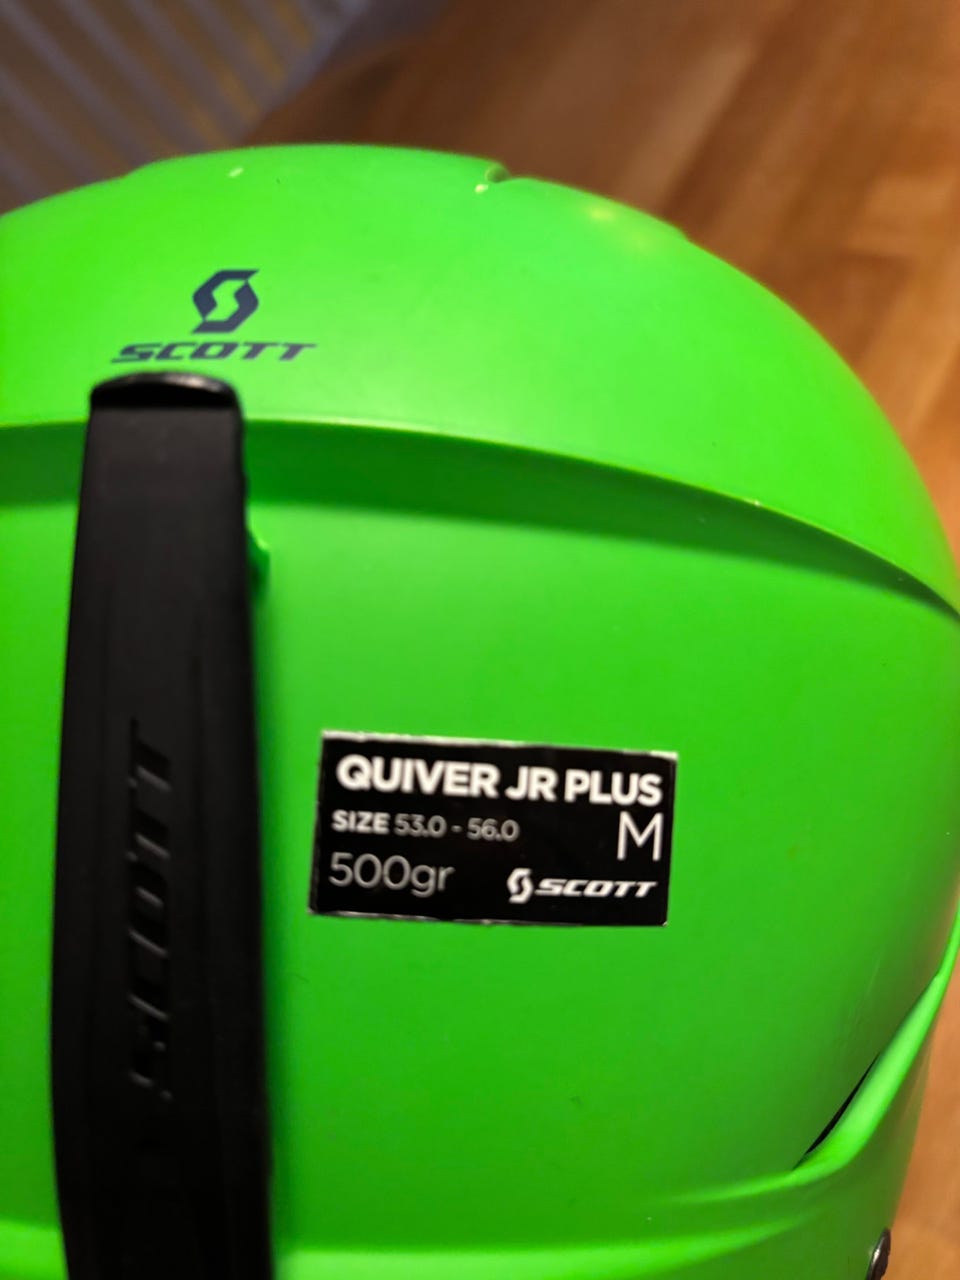 SCOTT
SCOTT
QUIVER JR PLUS
SIZE 53.0 - 56.0
M
500gr
SCOTT